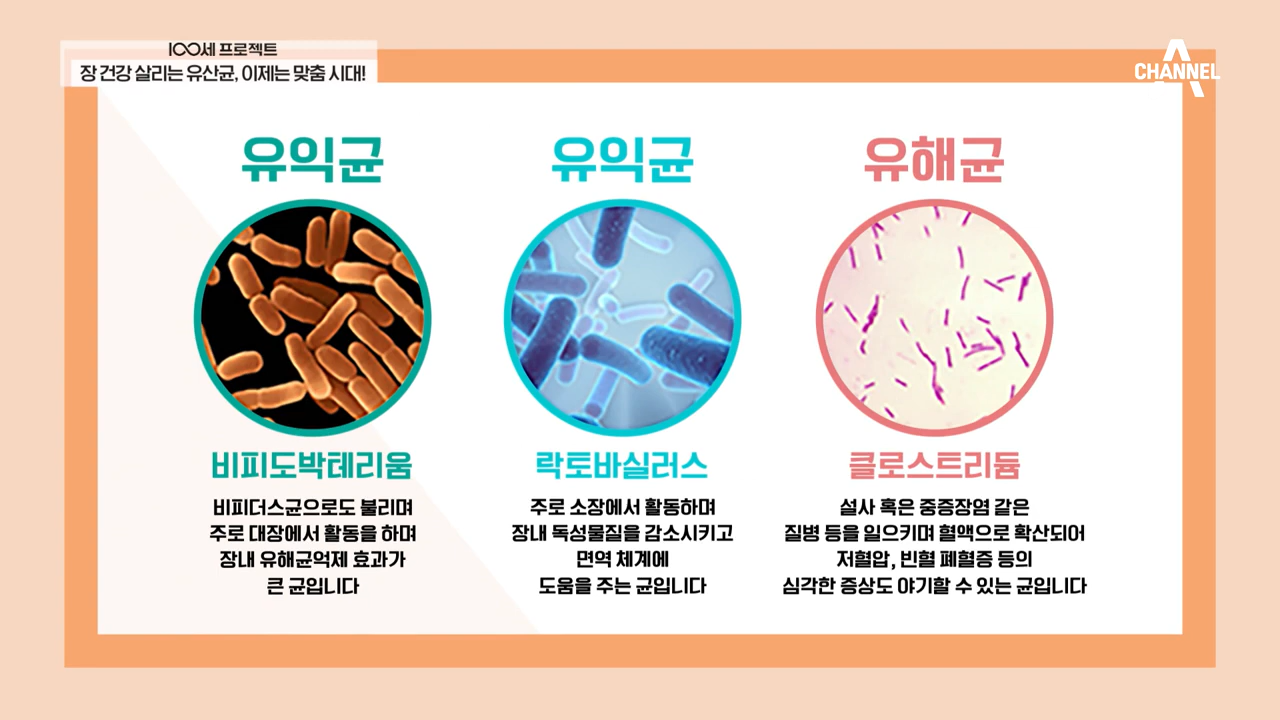 100세 프로젝트
장 건강 살리는 유산균, 이제는 맞춤 시대!
CHANNEL A
유익균
비피도박테리움
비피더스균으로도 불리며
주로 대장에서 활동을 하며
장내 유해균억제 효과가
큰 균입니다
유익균
락토바실러스
주로 소장에서 활동하며
장내 독성물질을 감소시키고
면역 체계에
도움을 주는 균입니다
유해균
클로스트리듐
설사 혹은 중증장염 같은
질병 등을 일으키며 혈액으로 확산되어
저혈압, 빈혈 폐혈증 등의
심각한 증상도 야기할 수 있는 균입니다